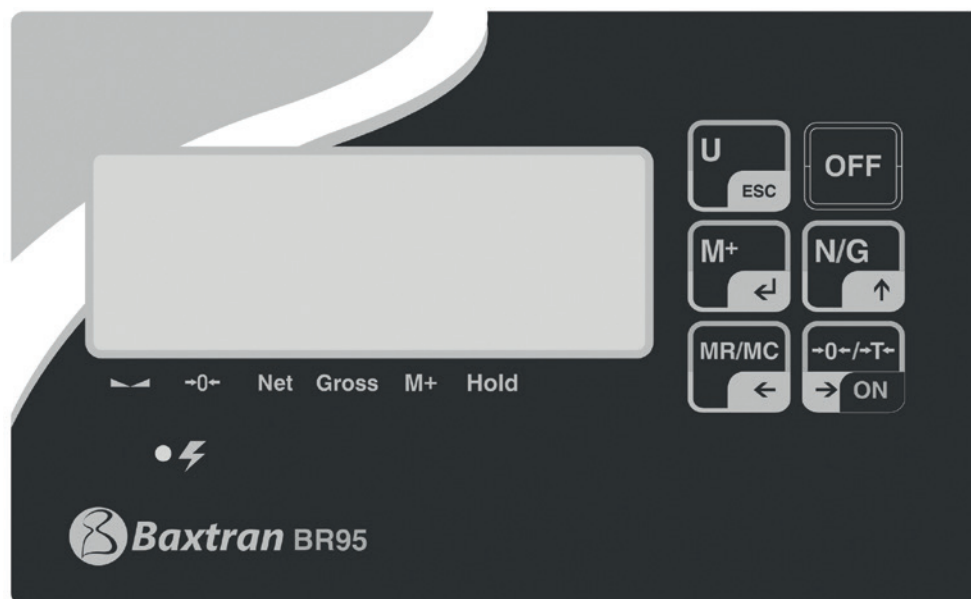 U
ESC
OFF
M+
↵
N/G
↑
MR/MC
←
→0←/→T←
→ ON
→0← Net Gross M+ Hold
Baxtran BR95